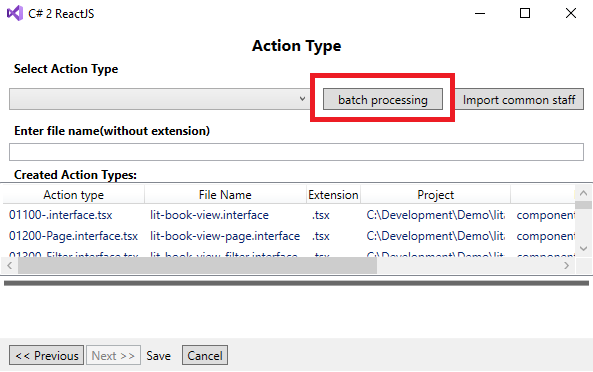 C# 2 ReactJS
Action Type
Select Action Type
batch processing
Import common staff
Enter file name(without extension)
Created Action Types:
Action type File Name Extension Project
01100-.interface.tsx lit-book-view.interface .tsx C:\Development\Demo\lit component
01200-Page.interface.tsx lit-book-view-page.interface .tsx C:\Development\Demo\lit component
01300-Filter.interface.tsx lit-book-view-filter.interface .tsx C:\Development\Demo\lit component
<< Previous Next >> Save Cancel